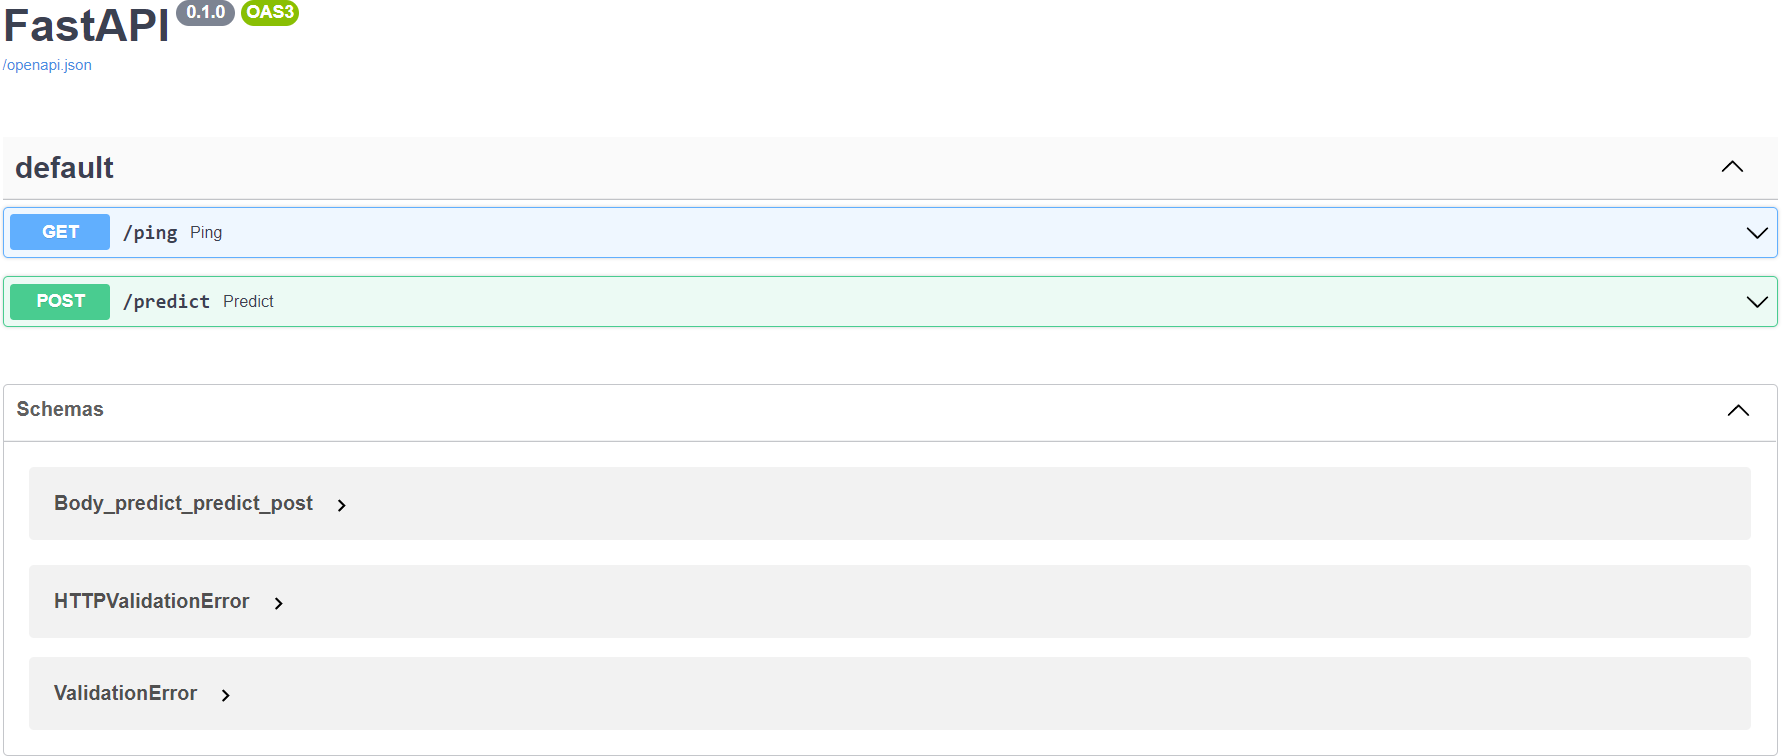 FastAPI 0.1.0 OAS3
/openapi.json
default
GET /ping Ping
POST /predict Predict
Schemas
Body_predict_predict_post
HTTPValidationError
ValidationError